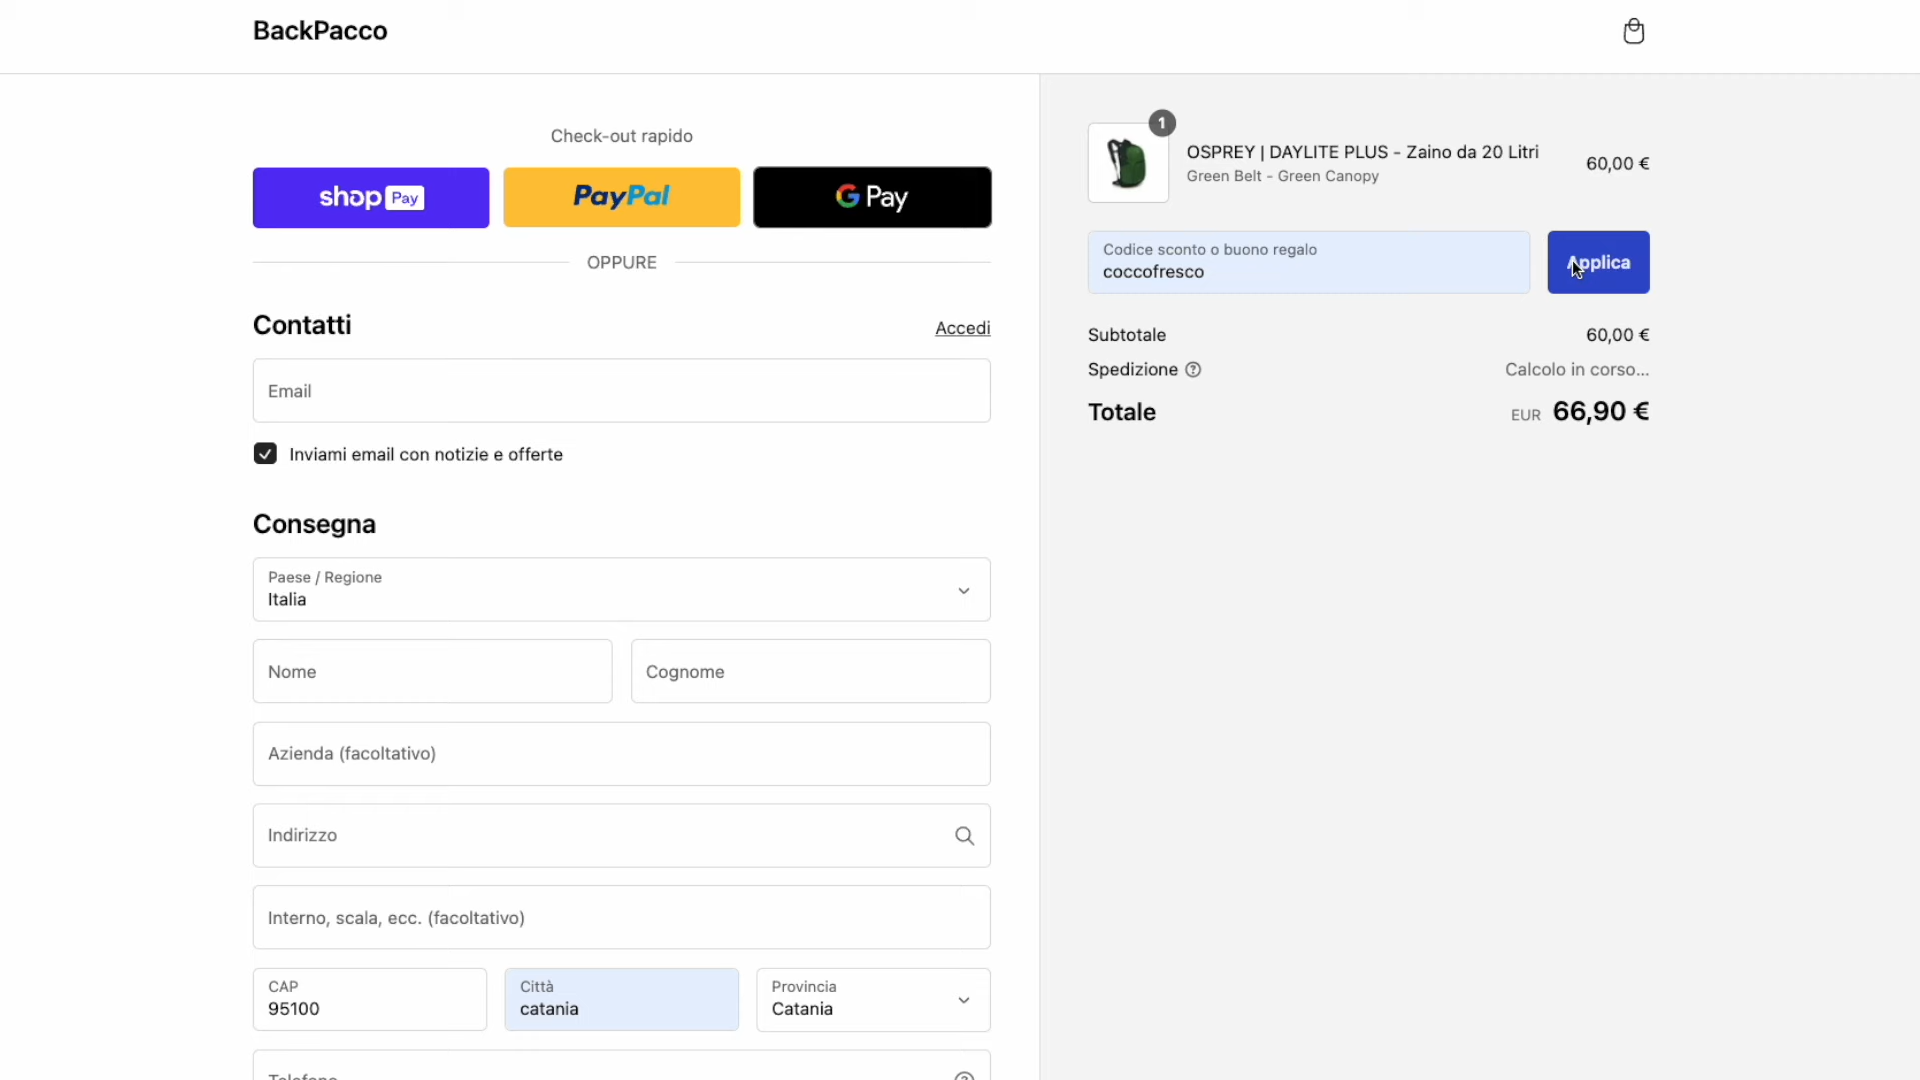 BackPacco
Check-out rapido
shop Pay
PayPal
G Pay
OPPURE
Contatti
Accedi
Email
Inviami email con notizie e offerte
Consegna
Paese / Regione
Italia
Nome
Cognome
Azienda (facoltativo)
Indirizzo
Interno, scala, ecc. (facoltativo)
CAP
95100
Città
catania
Provincia
Catania
Telefono
1
OSPREY | DAYLITE PLUS - Zaino da 20 Litri
Green Belt - Green Canopy
60,00 €
Codice sconto o buono regalo
coccofresco
Applica
Subtotale
60,00 €
Spedizione
Calcolo in corso...
Totale
EUR 66,90 €